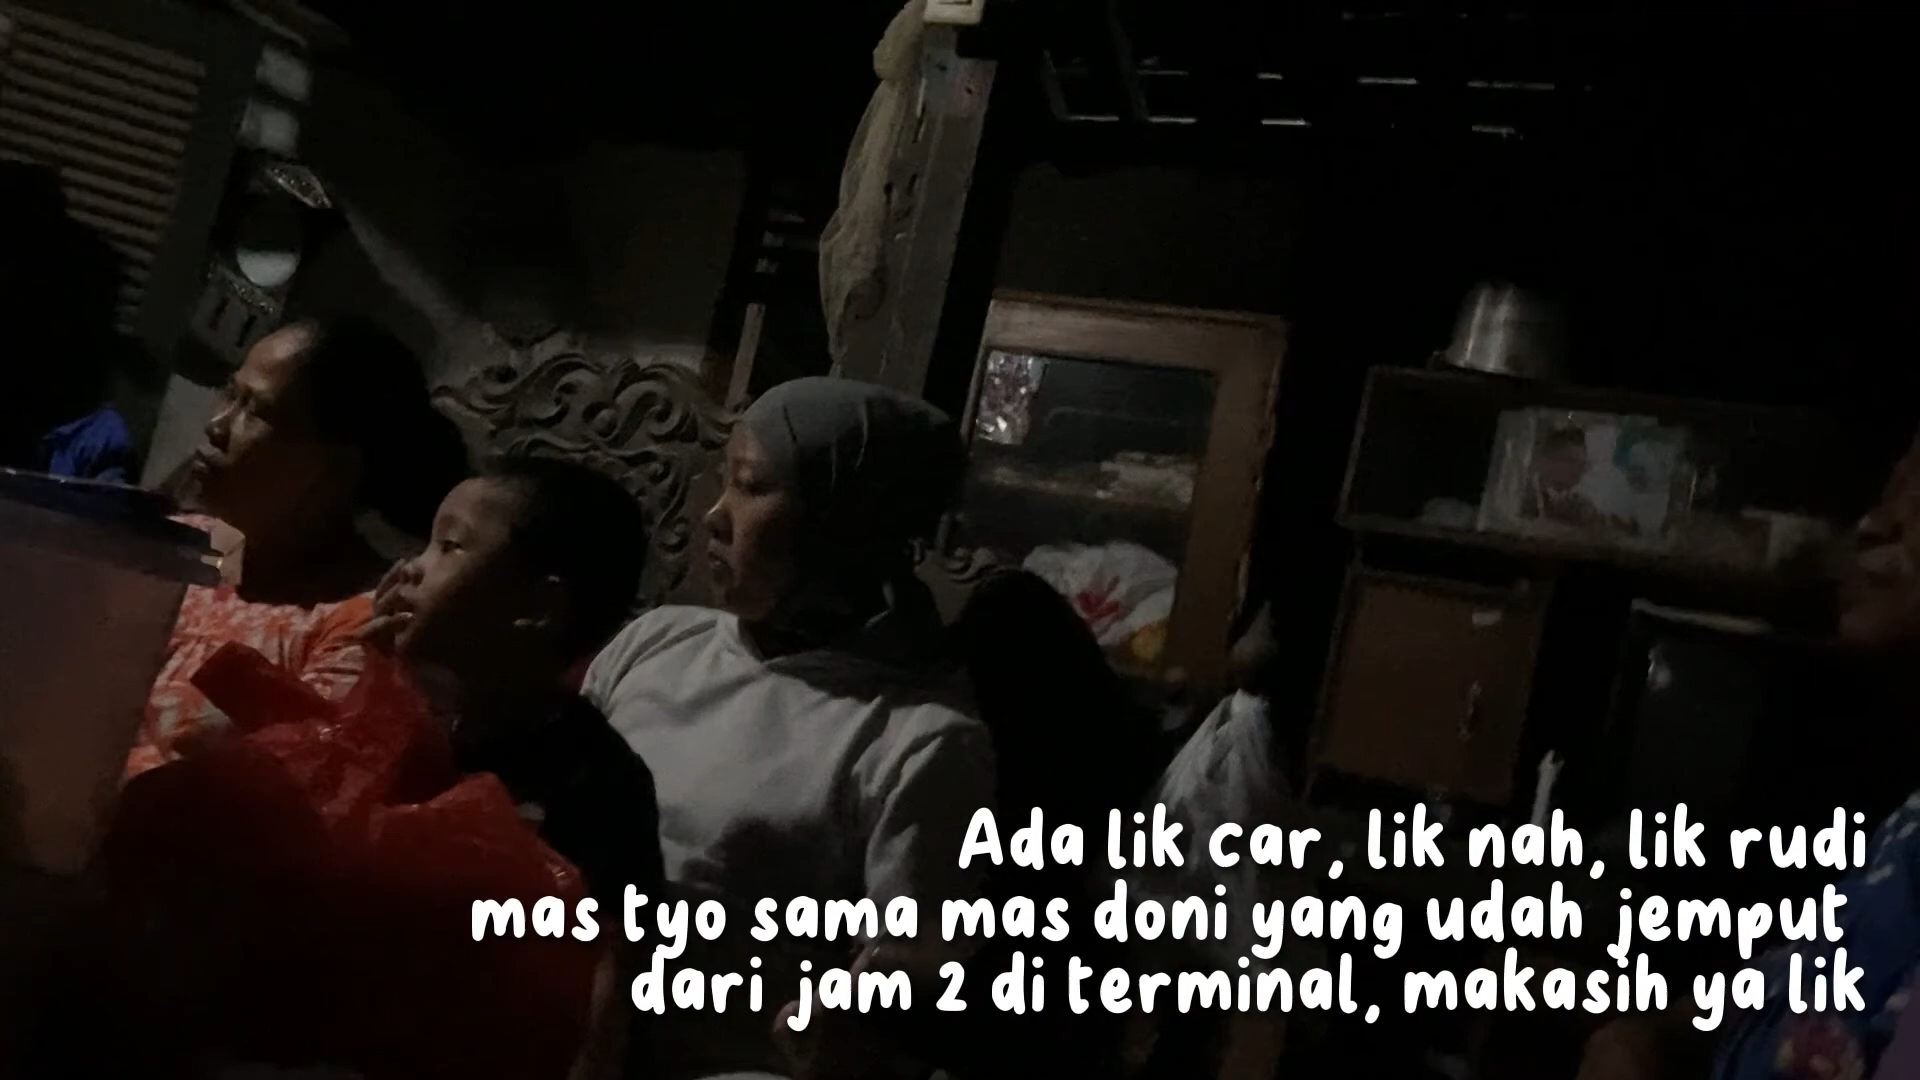 Ada lik car, lik nah, lik rudi
mas tyo sama mas doni yang udah jemput
dari jam 2 di terminal, makasih ya lik